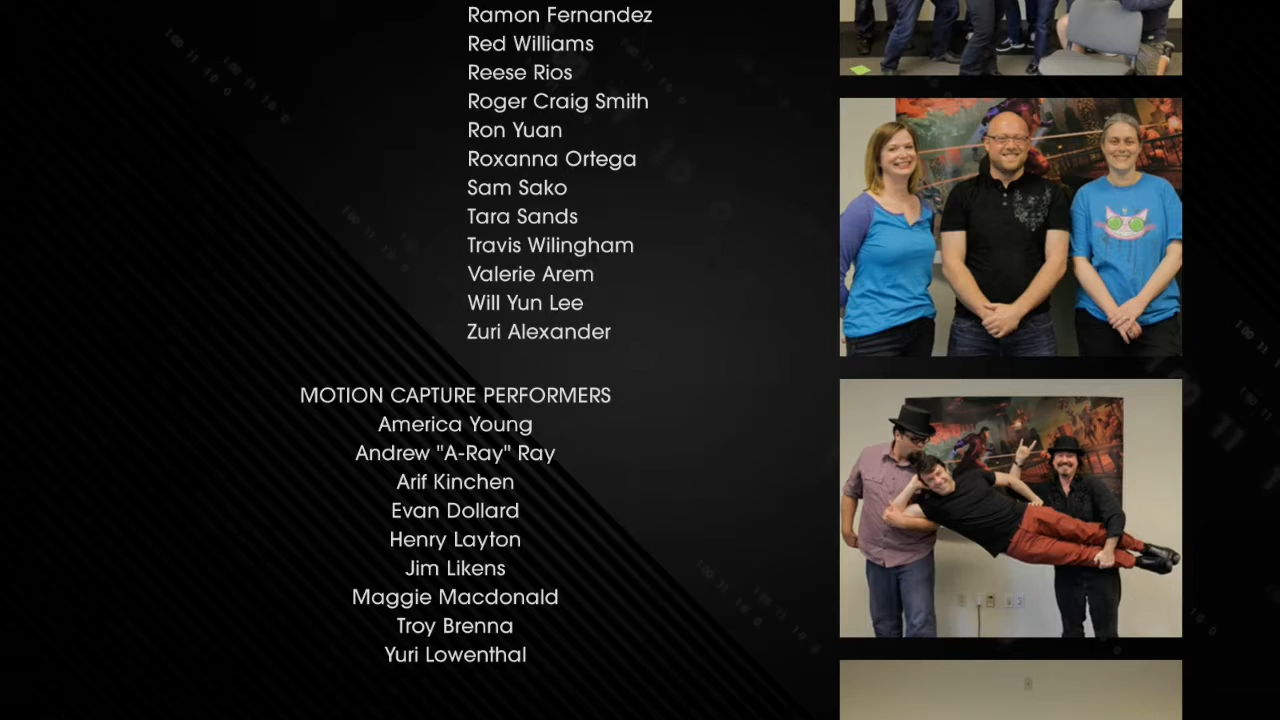 Ramon Fernandez
Red Williams
Reese Rios
Roger Craig Smith
Ron Yuan
Roxanna Ortega
Sam Sako
Tara Sands
Travis Wilingham
Valerie Arem
Will Yun Lee
Zuri Alexander
MOTION CAPTURE PERFORMERS
America Young
Andrew "A-Ray" Ray
Arif Kinchen
Evan Dollard
Henry Layton
Jim Likens
Maggie Macdonald
Troy Brenna
Yuri Lowenthal